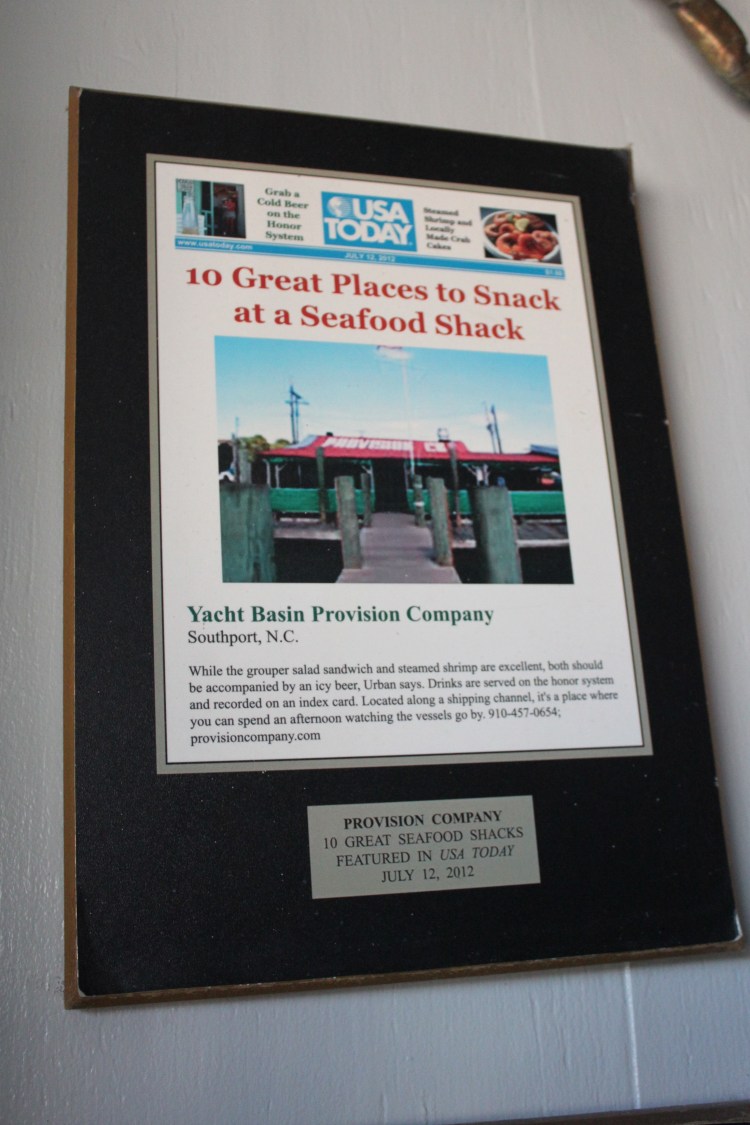 Grab a
Cold Beer
on the
Honor
System
USA
TODAY
Steamed
Shrimp and
Locally
Made Crab
Cakes
www.usatoday.com
JULY 12, 2012
10 Great Places to Snack
at a Seafood Shack
PROVISION CO
Yacht Basin Provision Company
Southport, N.C.
While the grouper salad sandwich and steamed shrimp are excellent, both should
be accompanied by an icy beer, Urban says. Drinks are served on the honor system
and recorded on an index card. Located along a shipping channel, it's a place where
you can spend an afternoon watching the vessels go by. 910-457-0654;
provisioncompany.com
PROVISION COMPANY
10 GREAT SEAFOOD SHACKS
FEATURED IN USA TODAY
JULY 12, 2012